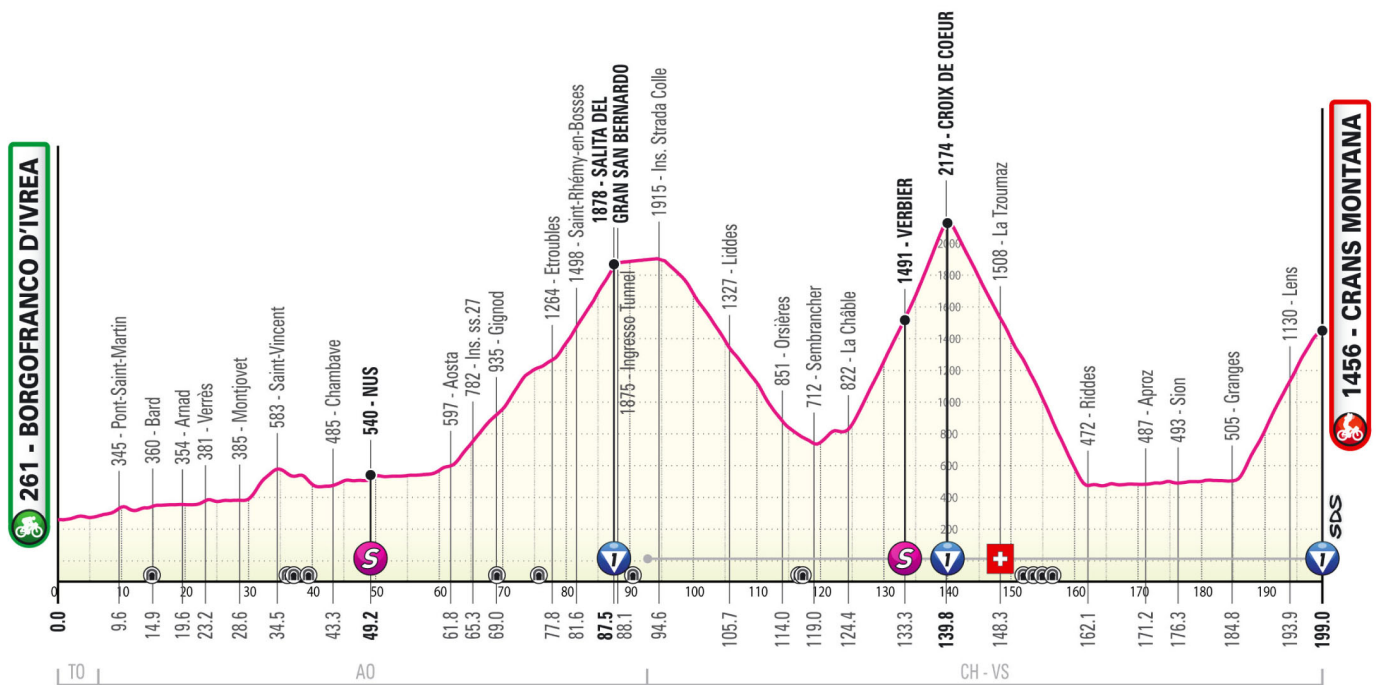 261 - BORGOFRANCO D'IVREA
345 - Pont-Saint-Martin
360 - Bard
354 - Arnad
381 - Verrès
385 - Montjovet
583 - Saint-Vincent
485 - Chambave
540 - NUS
597 - Aosta
782 - Ins. ss.27
935 - Gignod
1264 - Etroubles
1498 - Saint-Rhémy-en-Bosses
1878 - SALITA DEL
GRAN SAN BERNARDO
1875 - Ingresso Tunnel
1915 - Ins. Strada Colle
1327 - Liddes
851 - Orsières
712 - Sembrancher
822 - La Châble
1491 - VERBIER
2174 - CROIX DE COEUR
1508 - La Tzoumaz
472 - Riddes
487 - Aproz
493 - Sion
505 - Granges
1130 - Lens
1456 - CRANS MONTANA
2000
1800
1600
1400
1200
1000
800
600
400
200
S
1
S
1
1
SDS
0 10 20 30 40 50 60 70 80 90 100 110 120 130 140 150 160 170 180 190
0.0 9.6 14.9 19.6 23.2 28.6 34.5 43.3 49.2 61.8 65.3 69.0 77.8 81.6 87.5 88.1 94.6 105.7 114.0 119.0 124.4 133.3 139.8 148.3 162.1 171.2 176.3 184.8 193.9 199.0
TO AO CH - VS